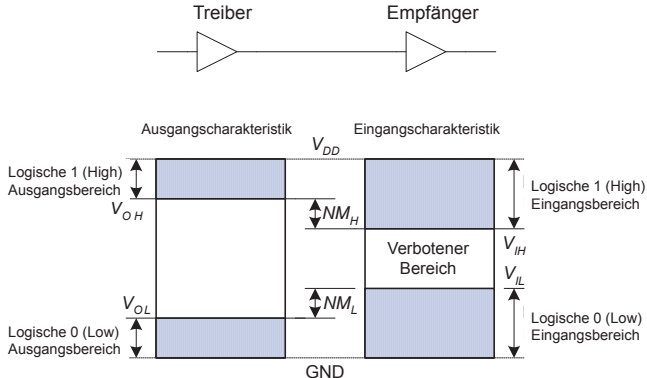 Treiber
Empfänger
Ausgangscharakteristik
Eingangscharakteristik
V_DD
Logische 1 (High)
Ausgangsbereich
V_OH
NM_H
Logische 1 (High)
Eingangsbereich
Verbotener
Bereich
V_IH
V_IL
V_OL
NM_L
Logische 0 (Low)
Ausgangsbereich
Logische 0 (Low)
Eingangsbereich
GND